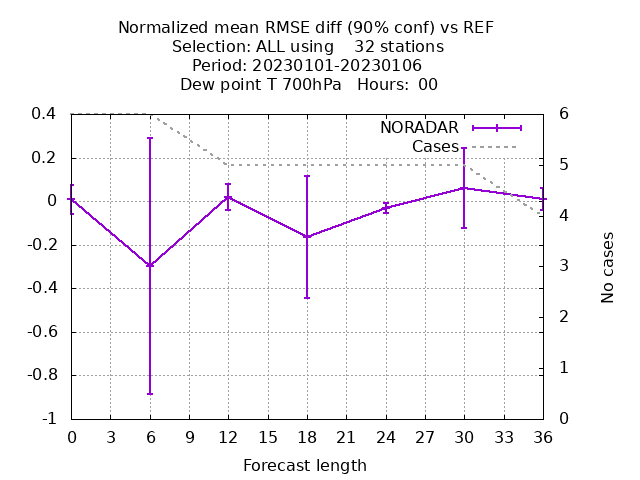 Normalized mean RMSE diff (90% conf) vs REF
Selection: ALL using    32 stations
Period: 20230101-20230106
Dew point T 700hPa   Hours:  00
NORADAR
Cases
0.4
0.2
0
-0.2
-0.4
-0.6
-0.8
-1
6
5
4
3
2
1
0
No cases
0 3 6 9 12 15 18 21 24 27 30 33 36
Forecast length